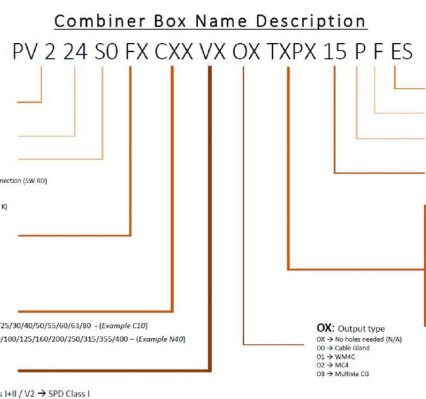 Combiner Box Name Description
PV 2 24 S0 FX CXX VX OX TXPX 15 P F ES
nection (SW RD)
K)
/25/30/40/50/55/60/63/80 - (Example C10)
/100/125/160/200/250/315/355/400 – (Example N40)
s I+II / V2 → SPD Class I
OX: Output type
OX → No holes needed (N/A)
O0 → Cable Gland
O1 → WM4C
O2 → MC4
O3 → Multivia CG